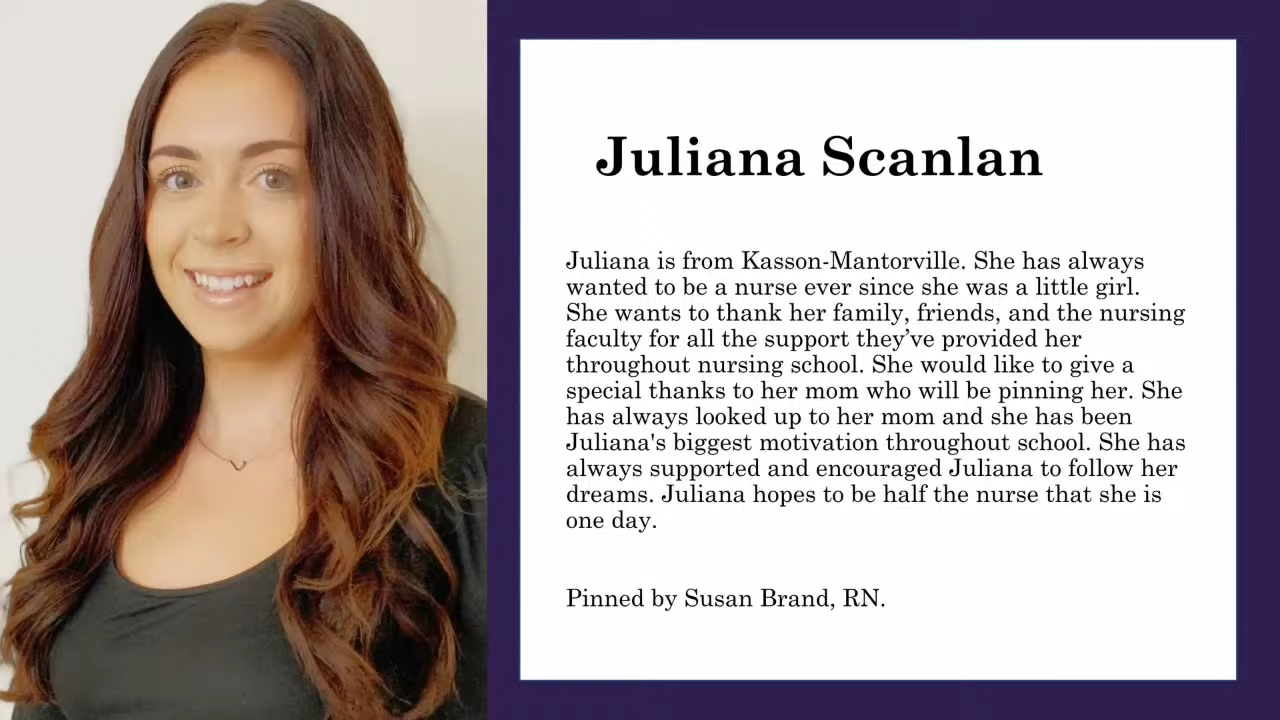 Juliana Scanlan
Juliana is from Kasson-Mantorville. She has always
wanted to be a nurse ever since she was a little girl.
She wants to thank her family, friends, and the nursing
faculty for all the support they’ve provided her
throughout nursing school. She would like to give a
special thanks to her mom who will be pinning her. She
has always looked up to her mom and she has been
Juliana's biggest motivation throughout school. She has
always supported and encouraged Juliana to follow her
dreams. Juliana hopes to be half the nurse that she is
one day.
Pinned by Susan Brand, RN.